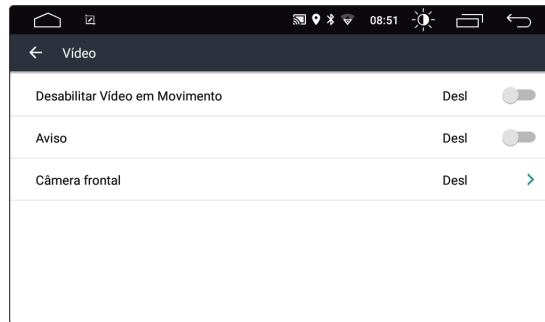 08:51
Vídeo
Desabilitar Vídeo em Movimento Desl
Aviso Desl
Câmera frontal Desl